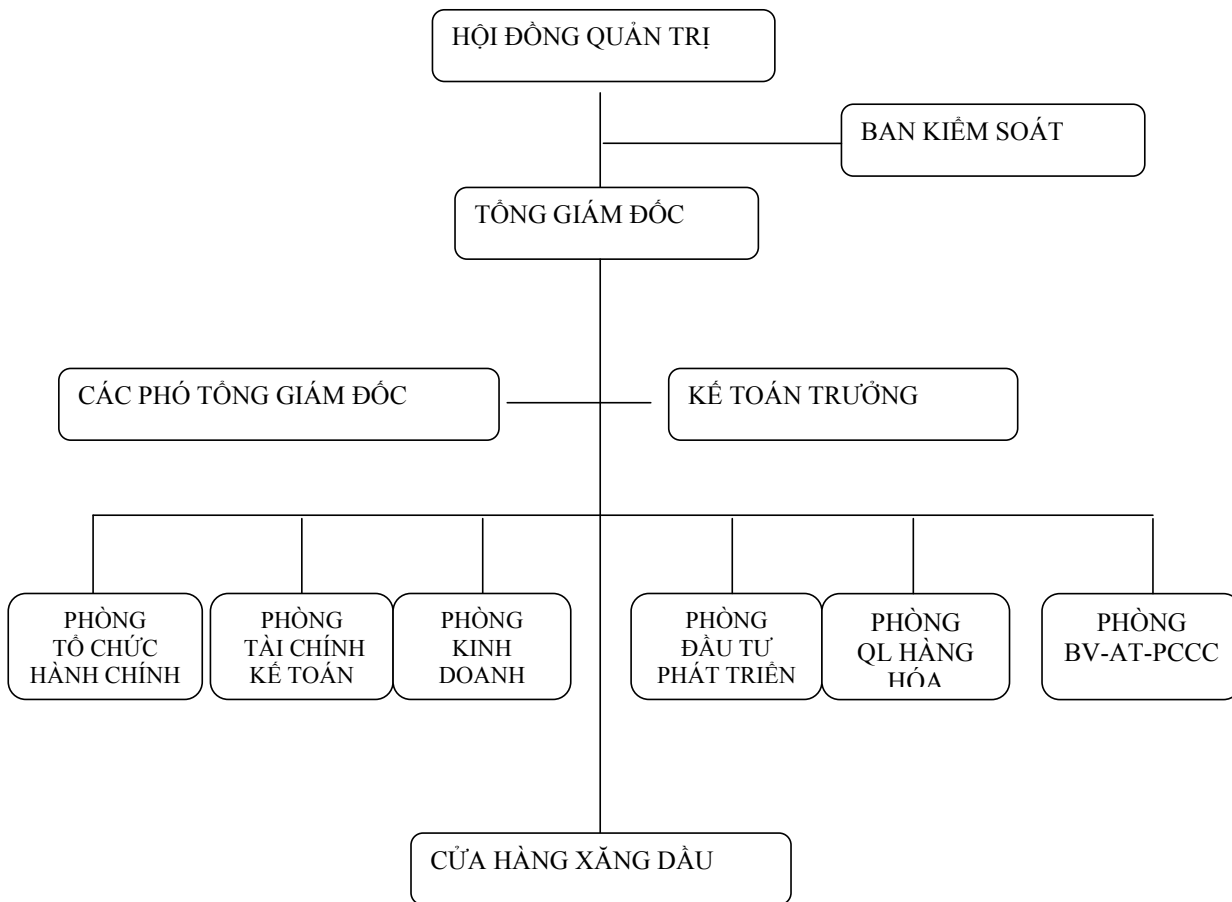 HỘI ĐỒNG QUẢN TRỊ
BAN KIỂM SOÁT
TỔNG GIÁM ĐỐC
CÁC PHÓ TỔNG GIÁM ĐỐC
KẾ TOÁN TRƯỞNG
PHÒNG
TỔ CHỨC
HÀNH CHÍNH
PHÒNG
TÀI CHÍNH
KẾ TOÁN
PHÒNG
KINH
DOANH
PHÒNG
ĐẦU TƯ
PHÁT TRIỂN
PHÒNG
QL HÀNG
HÓA
PHÒNG
BV-AT-PCCC
CỬA HÀNG XĂNG DẦU